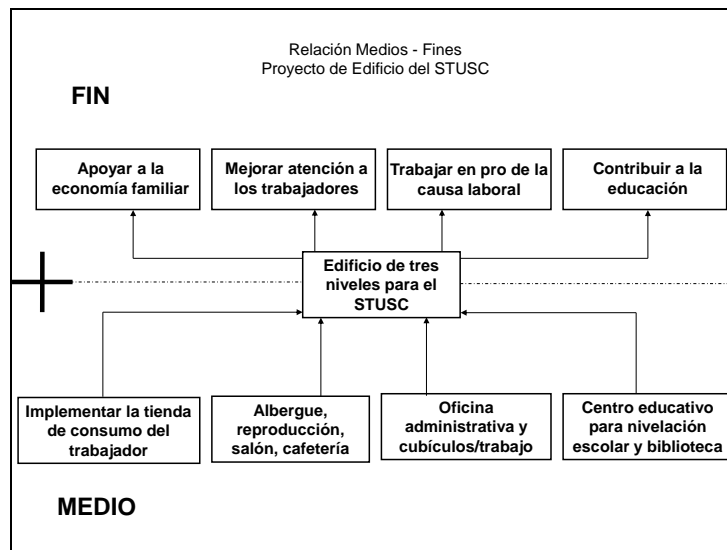 Relación Medios - Fines
Proyecto de Edificio del STUSC
FIN
Apoyar a la
economía familiar
Mejorar atención a
los trabajadores
Trabajar en pro de la
causa laboral
Contribuir a la
educación
Edificio de tres
niveles para el
STUSC
Implementar la tienda
de consumo del
trabajador
Albergue,
reproducción,
salón, cafetería
Oficina
administrativa y
cubículos/trabajo
Centro educativo
para nivelación
escolar y biblioteca
MEDIO